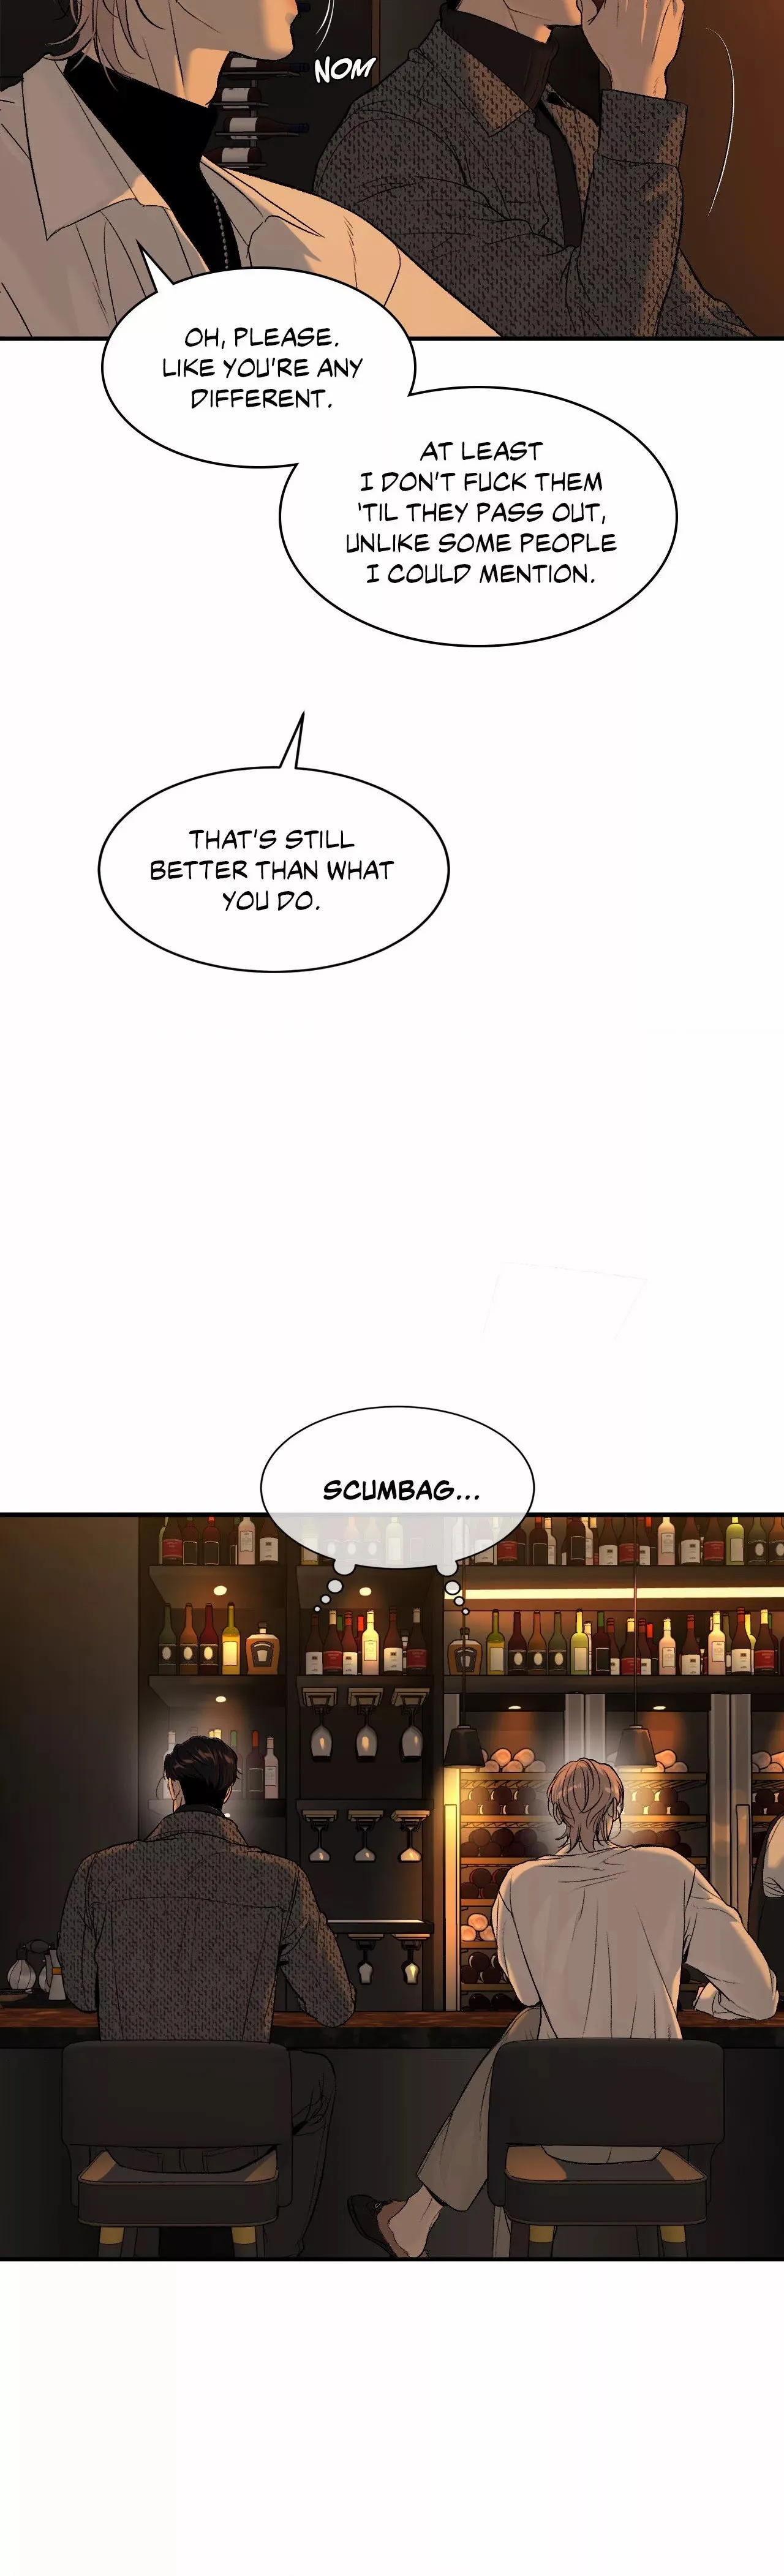 NOM
OH, PLEASE.
LIKE YOU'RE ANY
DIFFERENT.
AT LEAST
I DON'T FUCK THEM
'TIL THEY PASS OUT,
UNLIKE SOME PEOPLE
I COULD MENTION.
THAT'S STILL
BETTER THAN WHAT
YOU DO.
SCUMBAG...